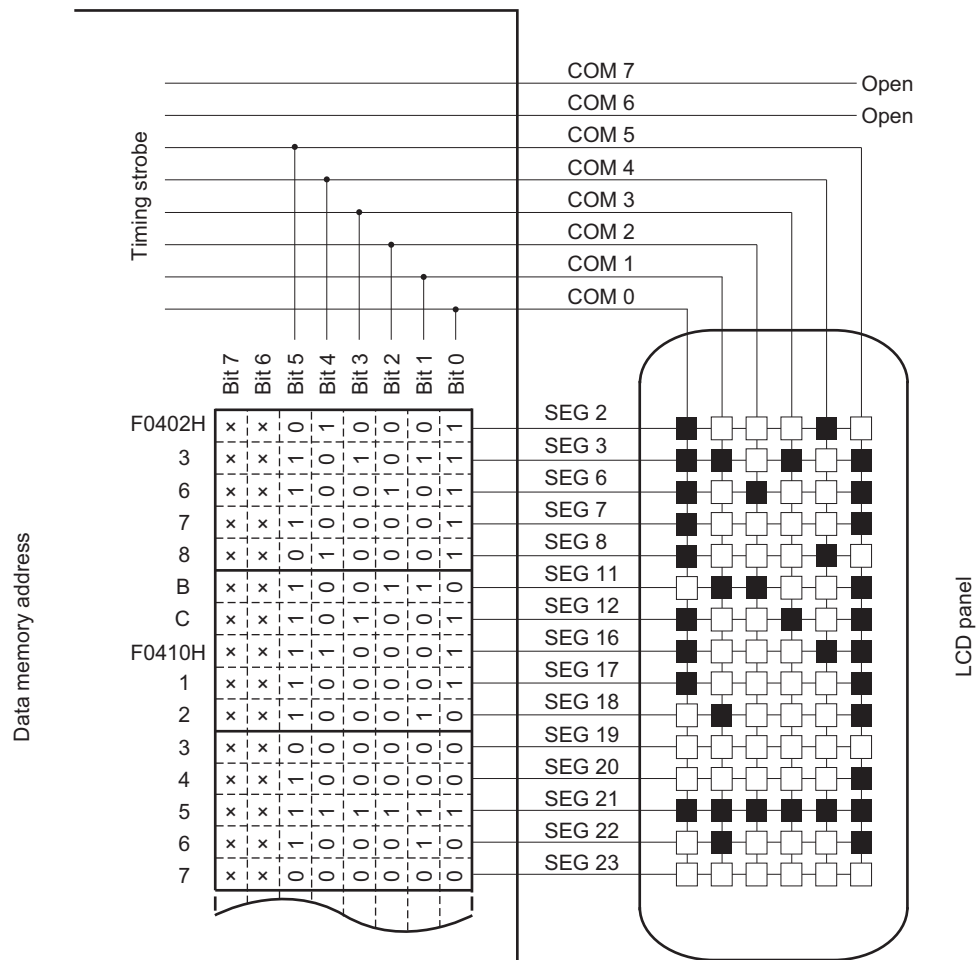 COM 7
Open
COM 6
Open
COM 5
COM 4
COM 3
COM 2
COM 1
COM 0
Timing strobe
Bit 7 Bit 6 Bit 5 Bit 4 Bit 3 Bit 2 Bit 1 Bit 0
F0402H × × 0 1 0 0 0 1 SEG 2
3 × × 1 0 1 0 1 1 SEG 3
6 × × 1 0 0 1 0 1 SEG 6
7 × × 1 0 0 0 0 1 SEG 7
8 × × 0 1 0 0 0 1 SEG 8
B × × 1 0 0 1 1 0 SEG 11
C × × 1 0 1 0 0 1 SEG 12
F0410H × × 1 1 0 0 0 1 SEG 16
1 × × 1 0 0 0 0 1 SEG 17
2 × × 1 0 0 0 1 0 SEG 18
3 × × 0 0 0 0 0 0 SEG 19
4 × × 1 0 0 0 0 0 SEG 20
5 × × 1 1 1 1 1 1 SEG 21
6 × × 1 0 0 0 1 0 SEG 22
7 × × 0 0 0 0 0 0 SEG 23
Data memory address
LCD panel